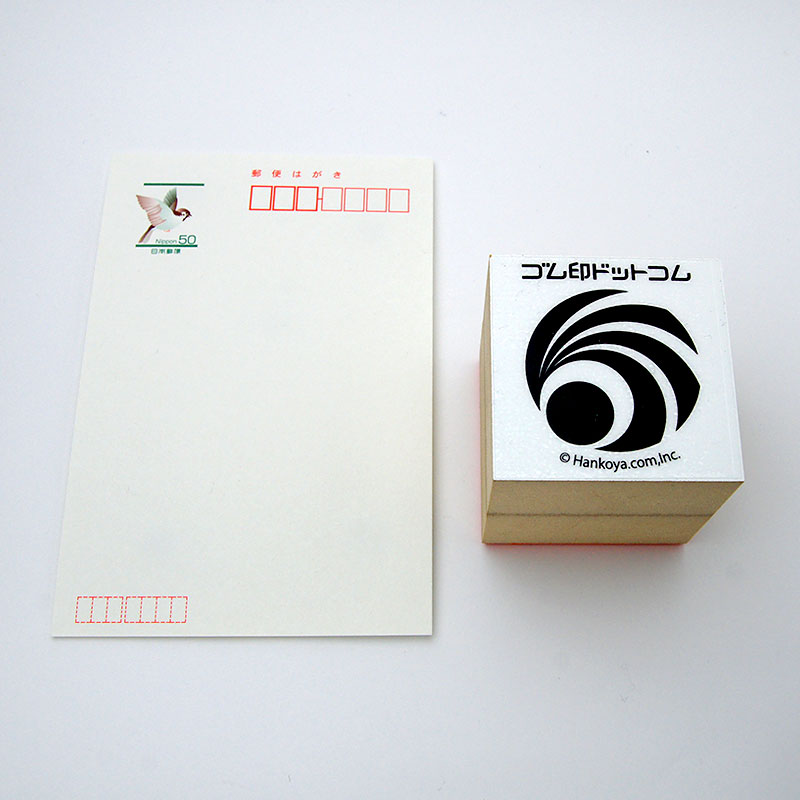 郵便はがき
Nippon 50
日本郵便
ゴム印ドットコム
© Hankoya.com,Inc.